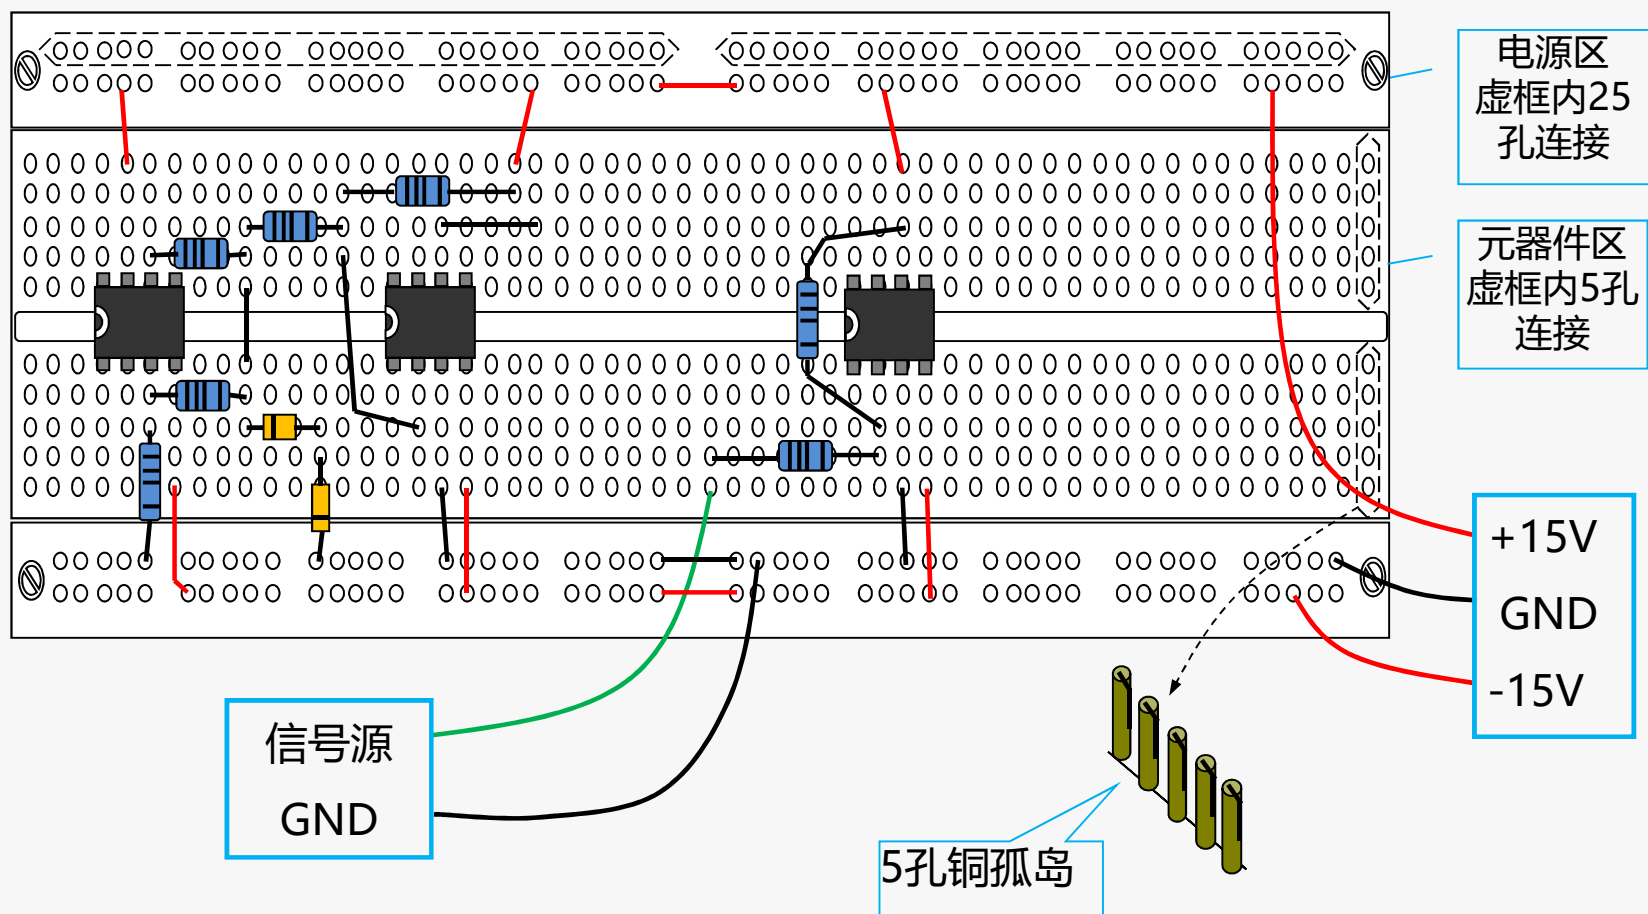 电源区
虚框内25
孔连接
元器件区
虚框内5孔
连接
+15V
GND
-15V
信号源
GND
5孔铜孤岛